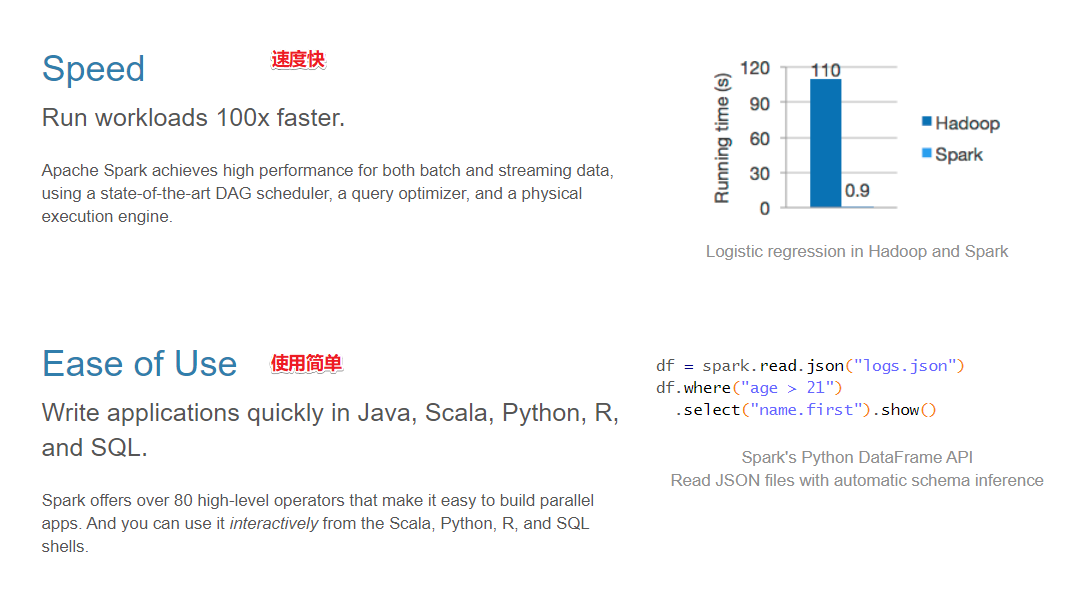 Speed
速度快
Run workloads 100x faster.
Apache Spark achieves high performance for both batch and streaming data,
using a state-of-the-art DAG scheduler, a query optimizer, and a physical
execution engine.
Running time (s)
120
90
60
30
0
110
0.9
Hadoop
Spark
Logistic regression in Hadoop and Spark
Ease of Use
使用简单
Write applications quickly in Java, Scala, Python, R,
and SQL.
Spark offers over 80 high-level operators that make it easy to build parallel
apps. And you can use it interactively from the Scala, Python, R, and SQL
shells.
df = spark.read.json("logs.json")
df.where("age > 21")
.select("name.first").show()
Spark's Python DataFrame API
Read JSON files with automatic schema inference